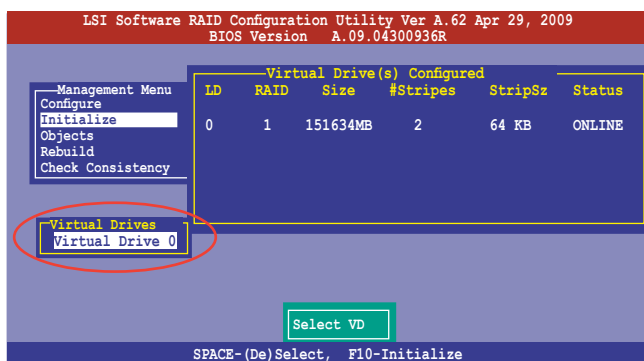 LSI Software RAID Configuration Utility Ver A.62 Apr 29, 2009
BIOS Version A.09.04300936R
Virtual Drive(s) Configured
LD RAID Size #Stripes StripSz Status
0 1 151634MB 2 64 KB ONLINE
Management Menu
Configure
Initialize
Objects
Rebuild
Check Consistency
Virtual Drives
Virtual Drive 0
Select VD
SPACE-(De)Select, F10-Initialize